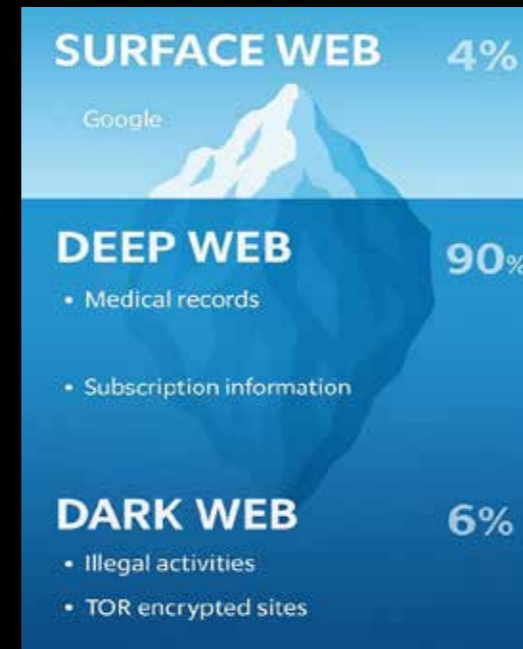 SURFACE WEB 4%
Google
DEEP WEB 90%
• Medical records
• Subscription information
DARK WEB 6%
• Illegal activities
• TOR encrypted sites